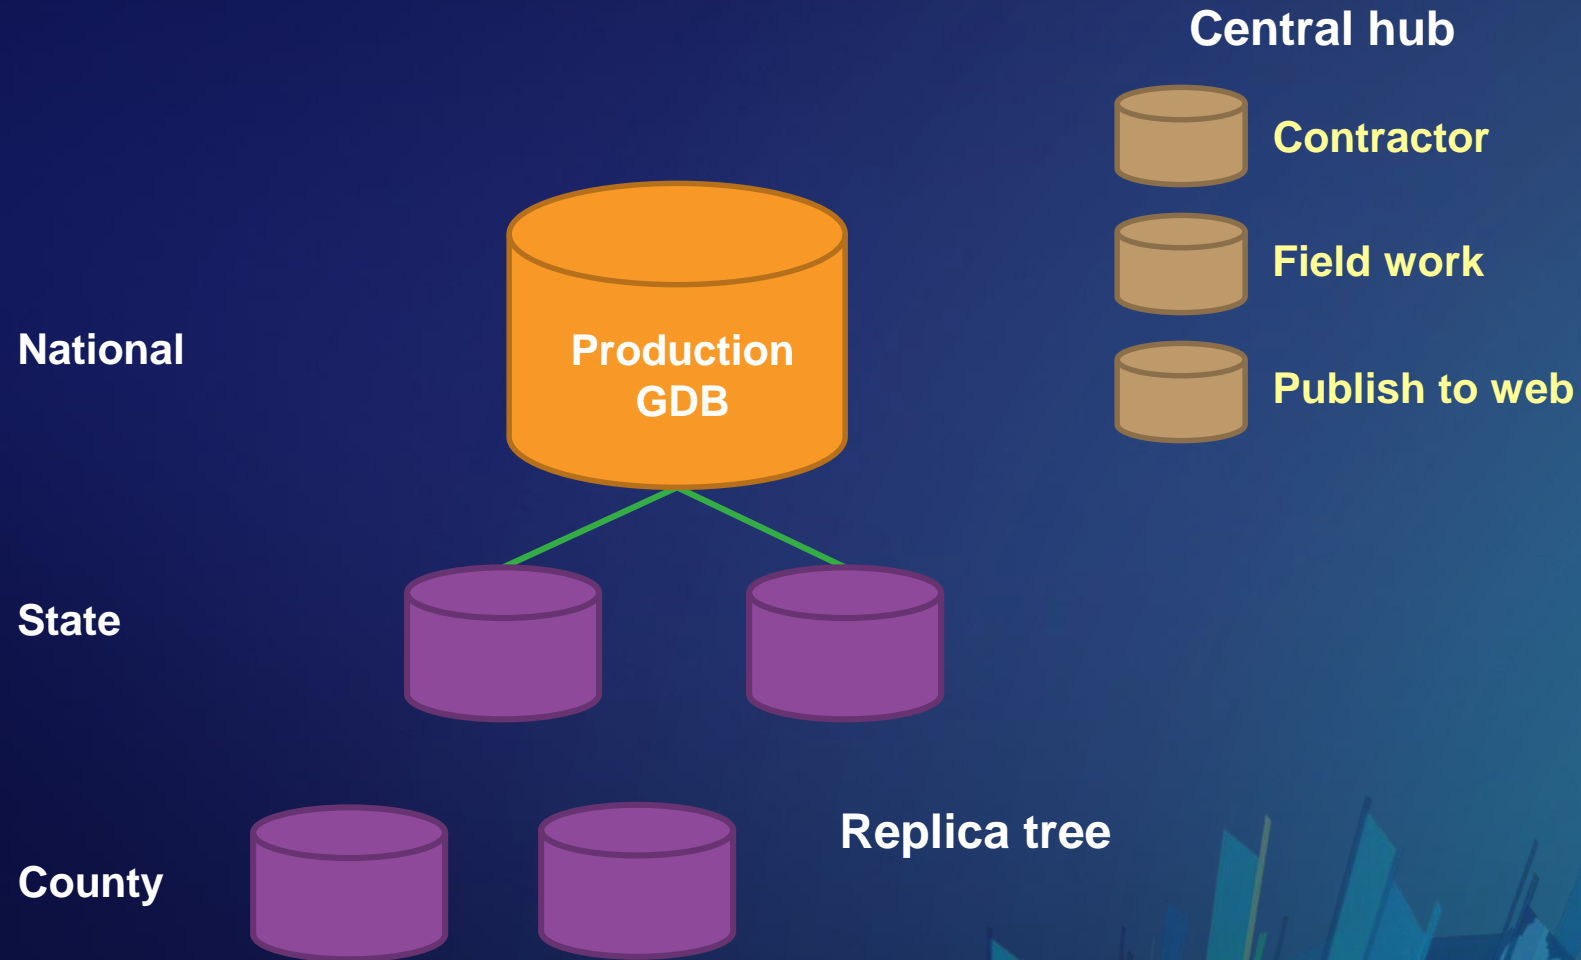 Central hub
Contractor
Field work
Publish to web
National
Production
GDB
State
Replica tree
County